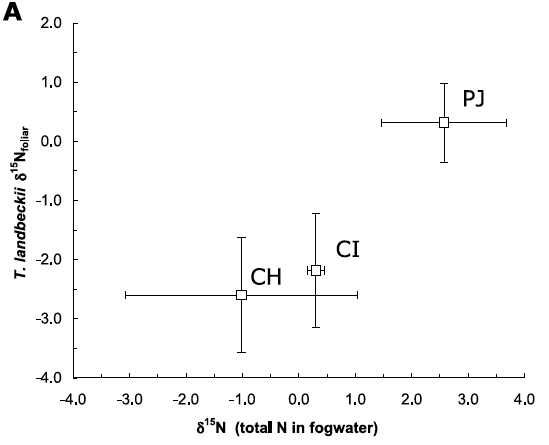 A
2.0
1.0
0.0
-1.0
-2.0
-3.0
-4.0
T. landbeckii δ¹⁵Nfoliar
PJ
CI
CH
-4.0 -3.0 -2.0 -1.0 0.0 1.0 2.0 3.0 4.0
δ¹⁵N (total N in fogwater)